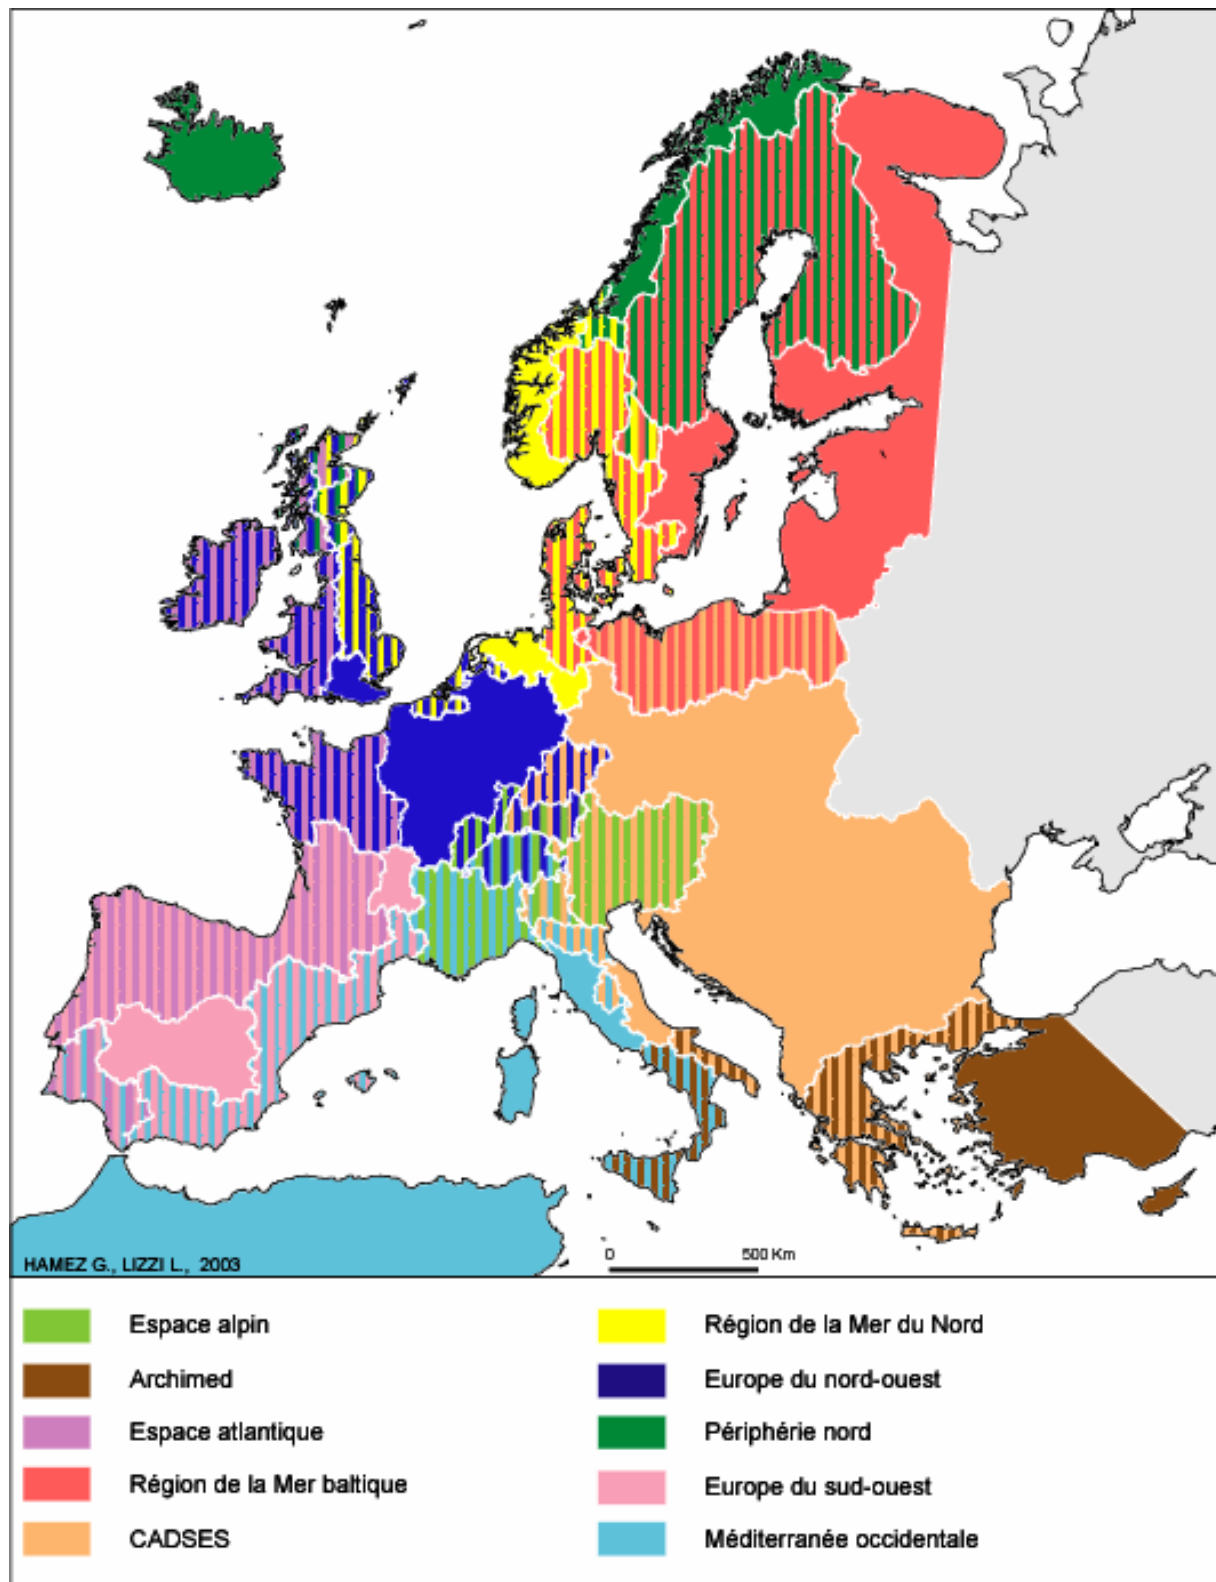 HAMEZ G., LIZZI L., 2003
0 500 Km
Espace alpin
Archimed
Espace atlantique
Région de la Mer baltique
CADSES
Région de la Mer du Nord
Europe du nord-ouest
Périphérie nord
Europe du sud-ouest
Méditerranée occidentale